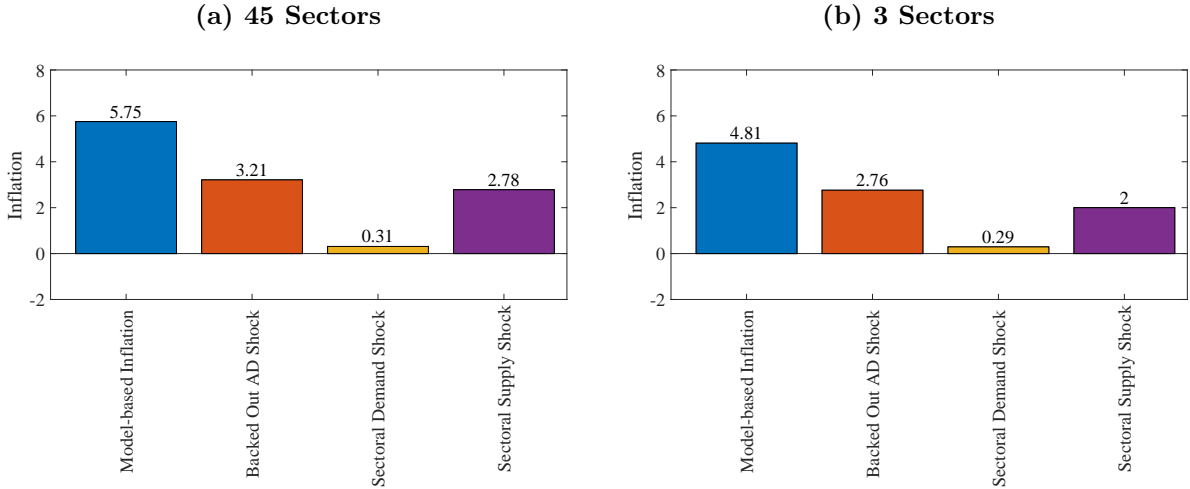 (a) 45 Sectors
8
6
4
2
0
-2
Inflation
5.75
3.21
0.31
2.78
Model-based Inflation
Backed Out AD Shock
Sectoral Demand Shock
Sectoral Supply Shock
(b) 3 Sectors
8
6
4
2
0
-2
Inflation
4.81
2.76
0.29
2
Model-based Inflation
Backed Out AD Shock
Sectoral Demand Shock
Sectoral Supply Shock